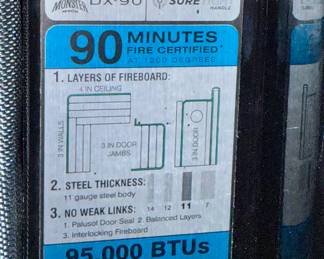 MONSTER
DX-90
SURE
HANDLE
90 MINUTES
FIRE CERTIFIED
AT 1200 DEGREES
1. LAYERS OF FIREBOARD:
4 IN CEILING
3 IN WALLS
3 IN DOOR
JAMBS
3 IN DOOR
2. STEEL THICKNESS:
11 gauge steel body
14 12 11 7
3. NO WEAK LINKS:
1. Palusol Door Seal 2. Balanced Layers
3. Interlocking Fireboard
95,000 BTUs